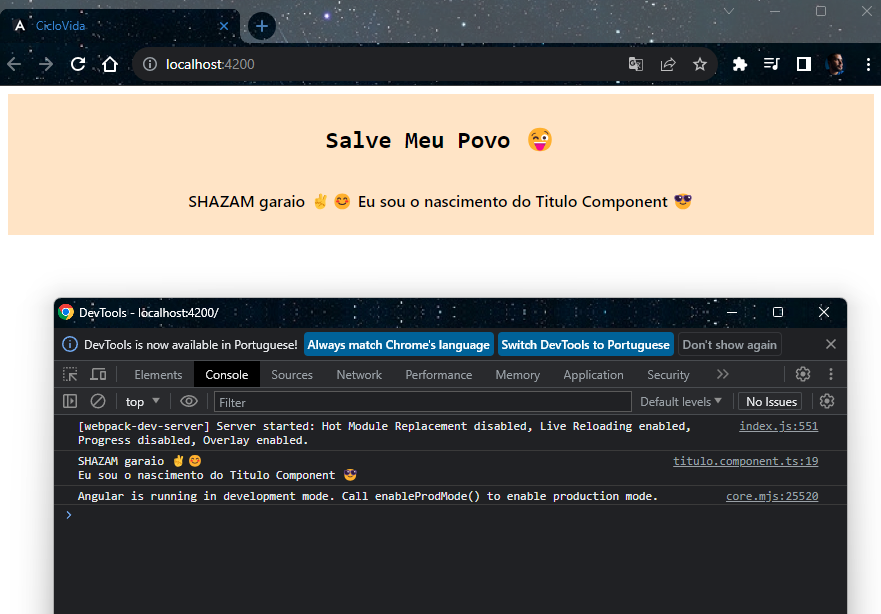 CicloVida
localhost:4200
Salve Meu Povo 😜
SHAZAM garaio ✌😊 Eu sou o nascimento do Titulo Component 😎
DevTools - localhost:4200/
DevTools is now available in Portuguese! Always match Chrome's language Switch DevTools to Portuguese Don't show again
Elements Console Sources Network Performance Memory Application Security
top Filter Default levels No Issues
[webpack-dev-server] Server started: Hot Module Replacement disabled, Live Reloading enabled, index.js:551
Progress disabled, Overlay enabled.
SHAZAM garaio ✌😊 titulo.component.ts:19
Eu sou o nascimento do Titulo Component 😎
Angular is running in development mode. Call enableProdMode() to enable production mode. core.mjs:25520